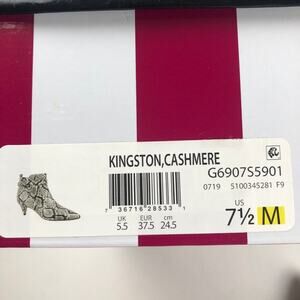 KINGSTON,CASHMERE
G6907S5901
0719 5100345281 F9
7 36716 28533 1
UK EUR cm
5.5 37.5 24.5
US
7½ M